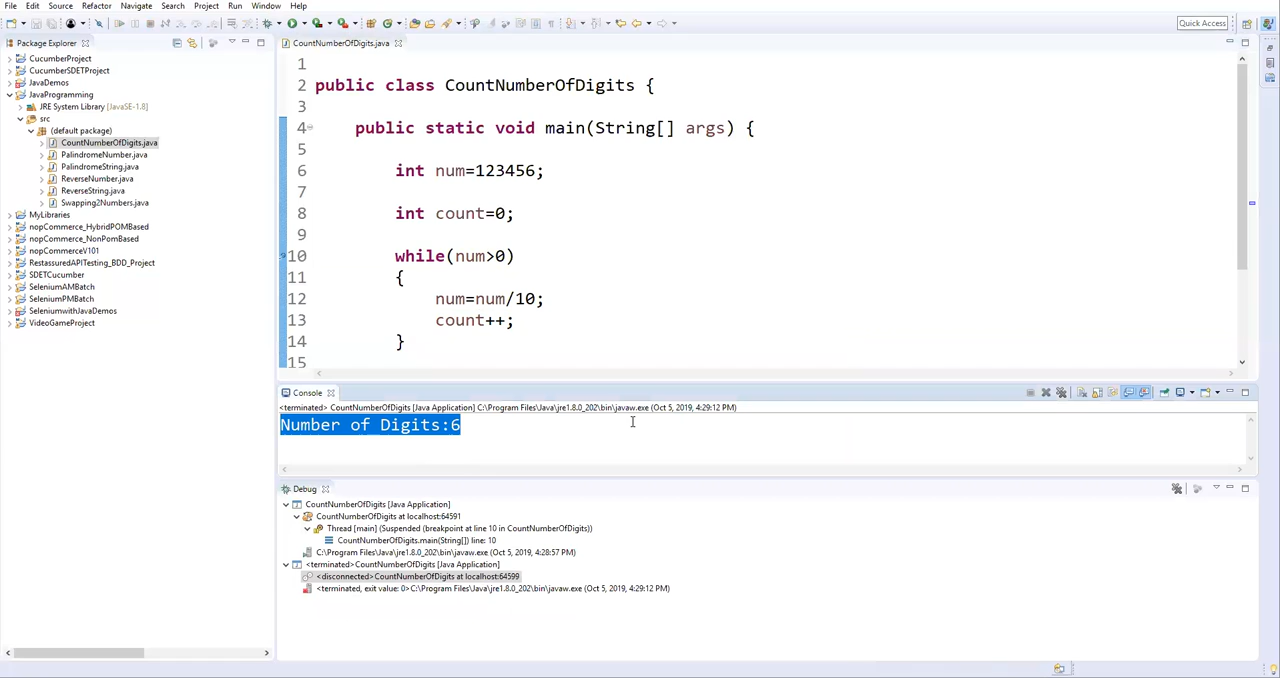 File Edit Source Refactor Navigate Search Project Run Window Help
Quick Access
Package Explorer
CucumberProject
CucumberSDETProject
JavaDemos
JavaProgramming
JRE System Library [JavaSE-1.8]
src
(default package)
CountNumberOfDigits.java
PalindromeNumber.java
PalindromeString.java
ReverseNumber.java
ReverseString.java
Swapping2Numbers.java
MyLibraries
nopCommerce_HybridPOMBased
nopCommerce_NonPomBased
nopCommerceV101
RestassuredAPITesting_BDD_Project
SDETCucumber
SeleniumAMBatch
SeleniumPMBatch
SeleniumwithJavaDemos
VideoGameProject
CountNumberOfDigits.java
1
2 public class CountNumberOfDigits {
3
4 public static void main(String[] args) {
5
6 int num=123456;
7
8 int count=0;
9
10 while(num>0)
11 {
12 num=num/10;
13 count++;
14 }
15
Console
<terminated> CountNumberOfDigits [Java Application] C:\Program Files\Java\jre1.8.0_202\bin\javaw.exe (Oct 5, 2019, 4:29:12 PM)
Number of Digits:6
Debug
CountNumberOfDigits [Java Application]
CountNumberOfDigits at localhost:64591
Thread [main] (Suspended (breakpoint at line 10 in CountNumberOfDigits))
CountNumberOfDigits.main(String[]) line: 10
C:\Program Files\Java\jre1.8.0_202\bin\javaw.exe (Oct 5, 2019, 4:28:57 PM)
<terminated>CountNumberOfDigits [Java Application]
<disconnected>CountNumberOfDigits at localhost:64599
<terminated, exit value: 0>C:\Program Files\Java\jre1.8.0_202\bin\javaw.exe (Oct 5, 2019, 4:29:12 PM)